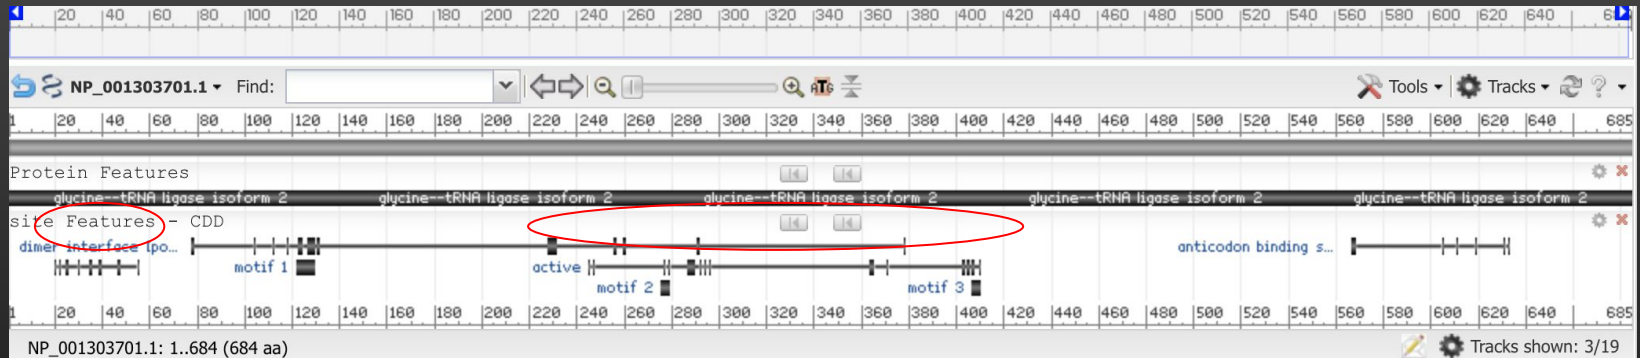 20 40 60 80 100 120 140 160 180 200 220 240 260 280 300 320 340 360 380 400 420 440 460 480 500 520 540 560 580 600 620 640
NP_001303701.1 Find: ATG Tools Tracks ?
1 20 40 60 80 100 120 140 160 180 200 220 240 260 280 300 320 340 360 380 400 420 440 460 480 500 520 540 560 580 600 620 640 685
Protein Features
glycine--tRNA ligase isoform 2 glycine--tRNA ligase isoform 2 glycine--tRNA ligase isoform 2 glycine--tRNA ligase isoform 2 glycine--tRNA ligase isoform 2
site Features - CDD
dimer interface [po... anticodon binding s...
motif 1 active
motif 2 motif 3
1 20 40 60 80 100 120 140 160 180 200 220 240 260 280 300 320 340 360 380 400 420 440 460 480 500 520 540 560 580 600 620 640 685
NP_001303701.1: 1..684 (684 aa) Tracks shown: 3/19